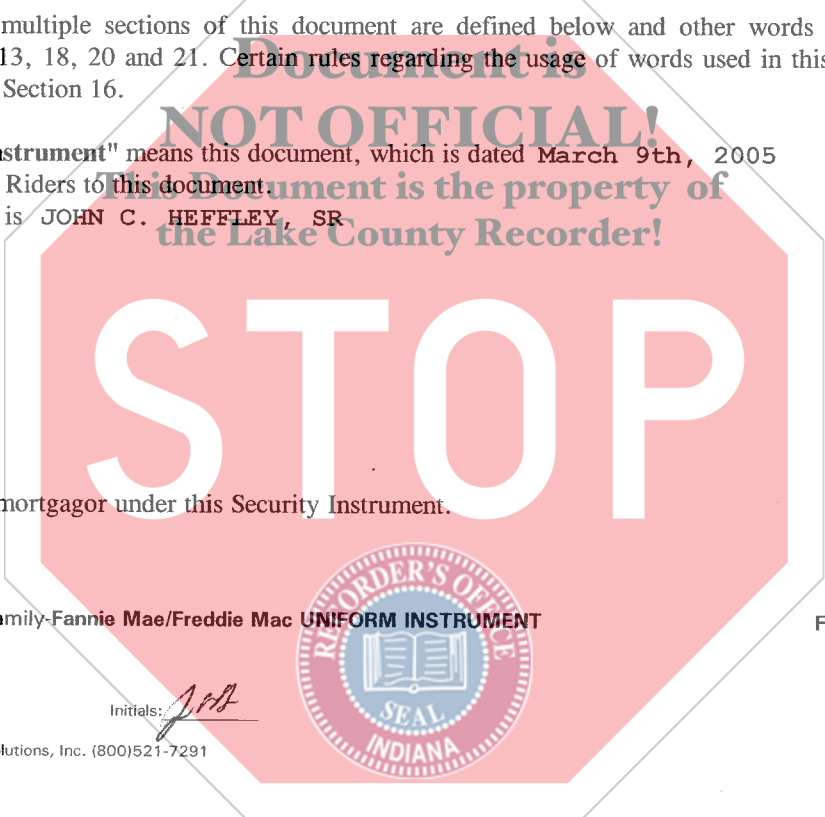 multiple sections of this document are defined below and other words
13, 18, 20 and 21. Certain rules regarding the usage of words used in this
Document is
Section 16.
NOT OFFICIAL!
strument" means this document, which is dated March 9th, 2005
Riders to this document.
This Document is the property of
is JOHN C. HEFFLEY, SR
the Lake County Recorder!
STOP
mortgagor under this Security Instrument.
RECORDER'S OFFICE
mily-Fannie Mae/Freddie Mac UNIFORM INSTRUMENT
F
SEAL
Initials:
INDIANA
lutions, Inc. (800)521-7291